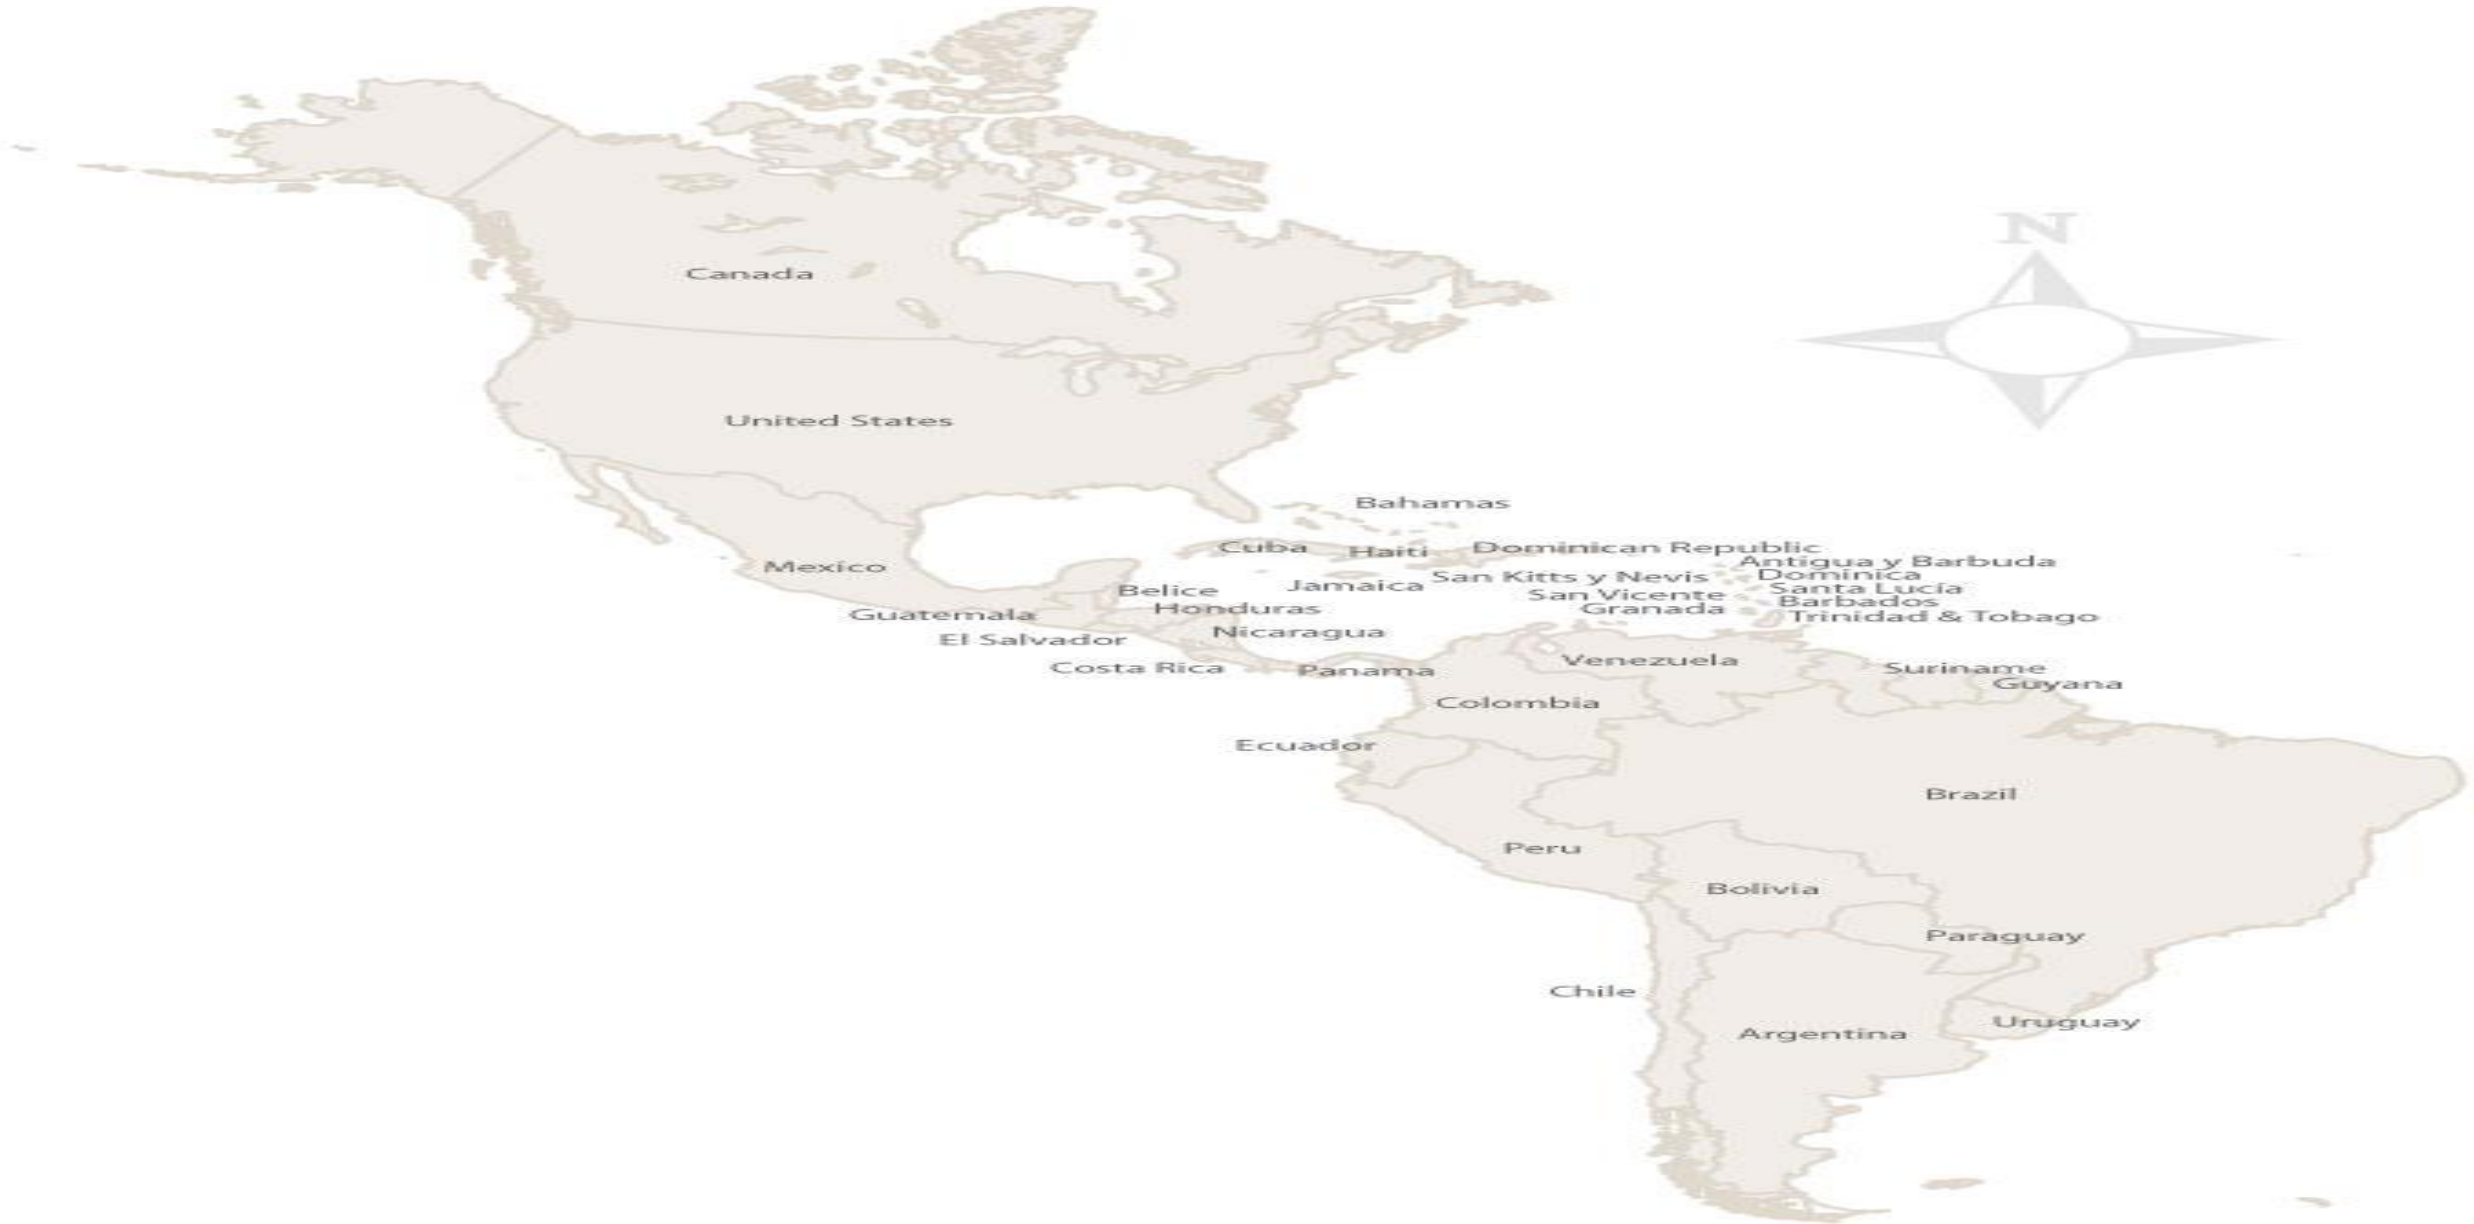 N
Canada
United States
Bahamas
Cuba
Haiti
Dominican Republic
Antigua y Barbuda
Mexico
San Kitts y Nevis
Dominica
Jamaica
Santa Lucía
Belice
San Vicente
Barbados
Honduras
Granada
Guatemala
Trinidad & Tobago
Nicaragua
El Salvador
Venezuela
Costa Rica
Panama
Suriname
Guyana
Colombia
Ecuador
Brazil
Peru
Bolivia
Paraguay
Chile
Uruguay
Argentina